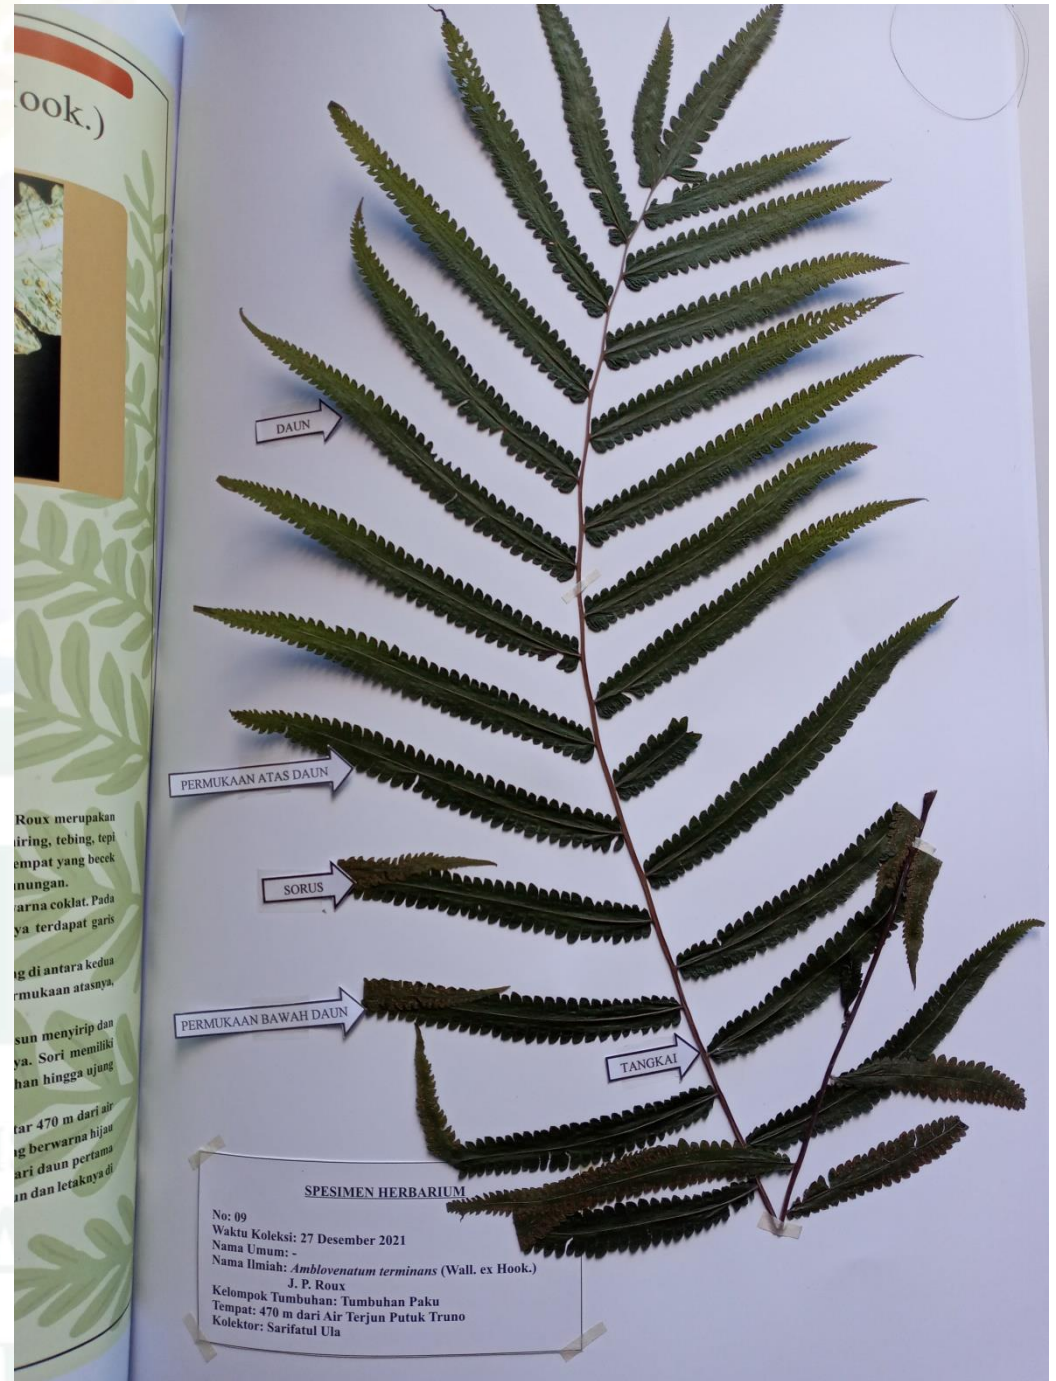 ook.)
Roux merupakan
iring, tebing, tepi
empat yang becek
unungan.
arna coklat. Pada
ya terdapat garis
g di antara kedua
rmukaan atasnya,
sun menyirip dan
ya. Sori memiliki
han hingga ujung
tar 470 m dari air
g berwarna hijau
ari daun pertama
un dan letaknya di
DAUN
PERMUKAAN ATAS DAUN
SORUS
PERMUKAAN BAWAH DAUN
TANGKAI
SPESIMEN HERBARIUM
No: 09
Waktu Koleksi: 27 Desember 2021
Nama Umum: -
Nama Ilmiah: Amblovenatum terminans (Wall. ex Hook.)
J. P. Roux
Kelompok Tumbuhan: Tumbuhan Paku
Tempat: 470 m dari Air Terjun Putuk Truno
Kolektor: Sarifatul Ula